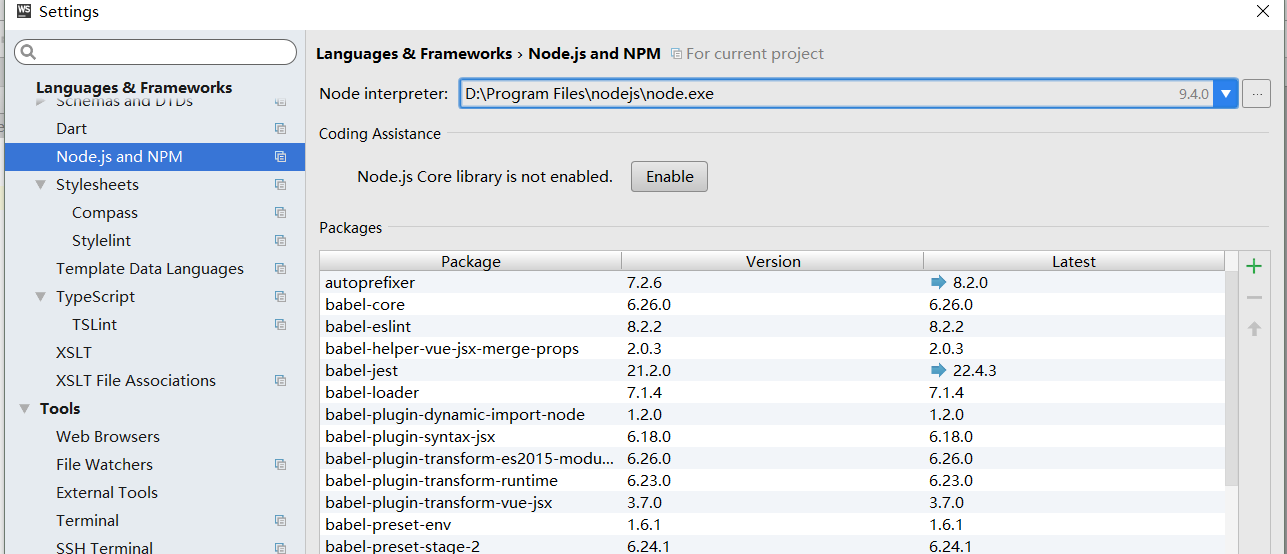 WS Settings
Languages & Frameworks › Node.js and NPM For current project
Languages & Frameworks
Schemas and DTDs
Dart
Node.js and NPM
Stylesheets
Compass
Stylelint
Template Data Languages
TypeScript
TSLint
XSLT
XSLT File Associations
Tools
Web Browsers
File Watchers
External Tools
Terminal
SSH Terminal
Node interpreter: D:\Program Files\nodejs\node.exe 9.4.0 ...
Coding Assistance
Node.js Core library is not enabled. Enable
Packages
Package Version Latest
autoprefixer 7.2.6 8.2.0
babel-core 6.26.0 6.26.0
babel-eslint 8.2.2 8.2.2
babel-helper-vue-jsx-merge-props 2.0.3 2.0.3
babel-jest 21.2.0 22.4.3
babel-loader 7.1.4 7.1.4
babel-plugin-dynamic-import-node 1.2.0 1.2.0
babel-plugin-syntax-jsx 6.18.0 6.18.0
babel-plugin-transform-es2015-modu... 6.26.0 6.26.0
babel-plugin-transform-runtime 6.23.0 6.23.0
babel-plugin-transform-vue-jsx 3.7.0 3.7.0
babel-preset-env 1.6.1 1.6.1
babel-preset-stage-2 6.24.1 6.24.1